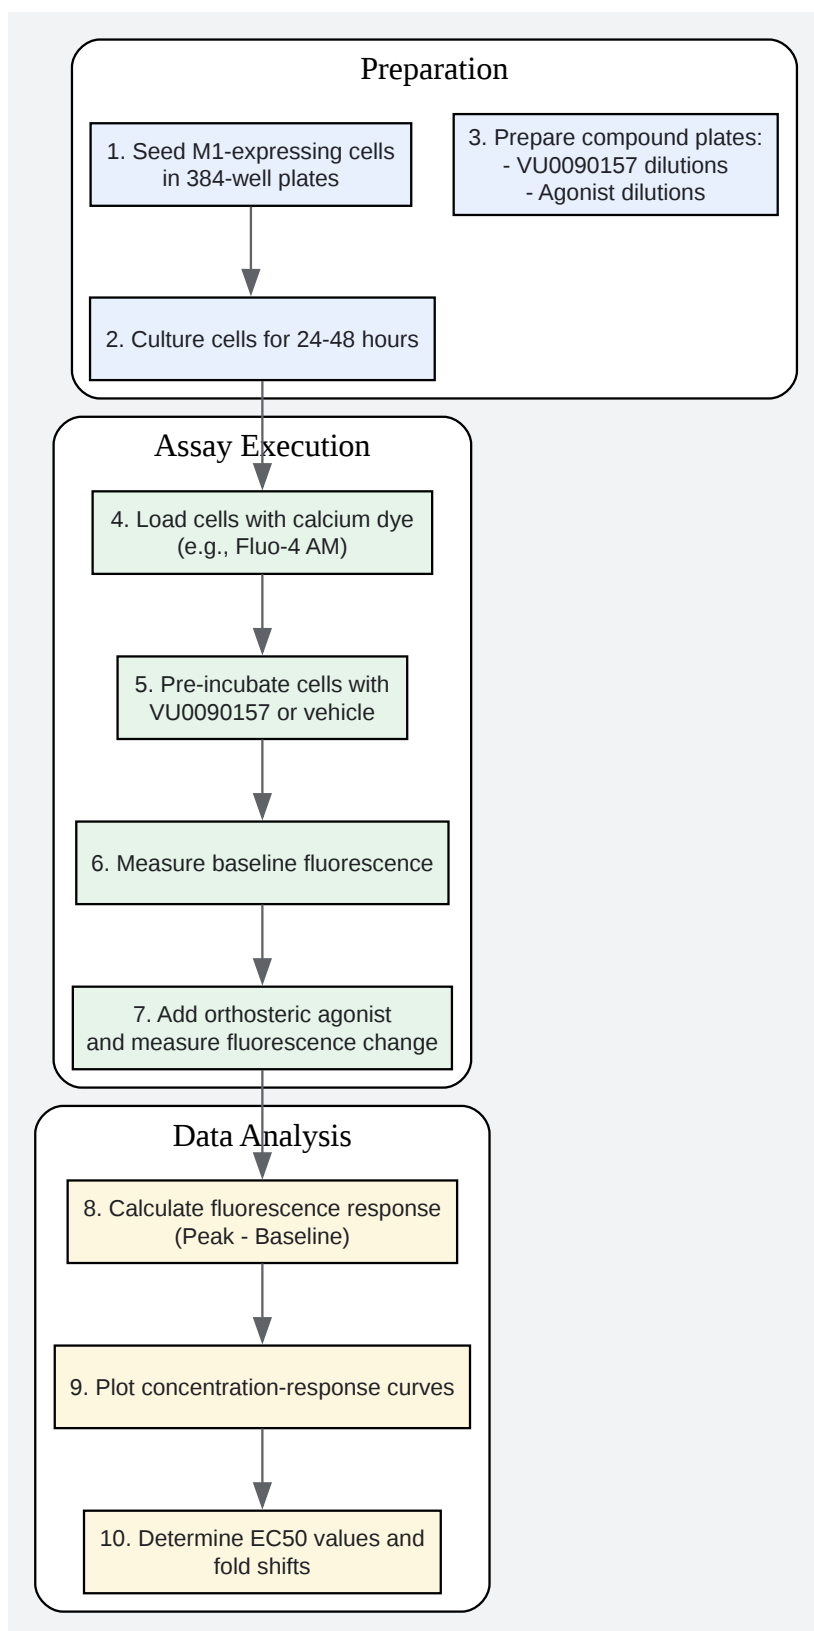 Preparation
1. Seed M1-expressing cells
in 384-well plates
3. Prepare compound plates:
- VU0090157 dilutions
- Agonist dilutions
2. Culture cells for 24-48 hours
Assay Execution
4. Load cells with calcium dye
(e.g., Fluo-4 AM)
5. Pre-incubate cells with
VU0090157 or vehicle
6. Measure baseline fluorescence
7. Add orthosteric agonist
and measure fluorescence change
Data Analysis
8. Calculate fluorescence response
(Peak - Baseline)
9. Plot concentration-response curves
10. Determine EC50 values and
fold shifts